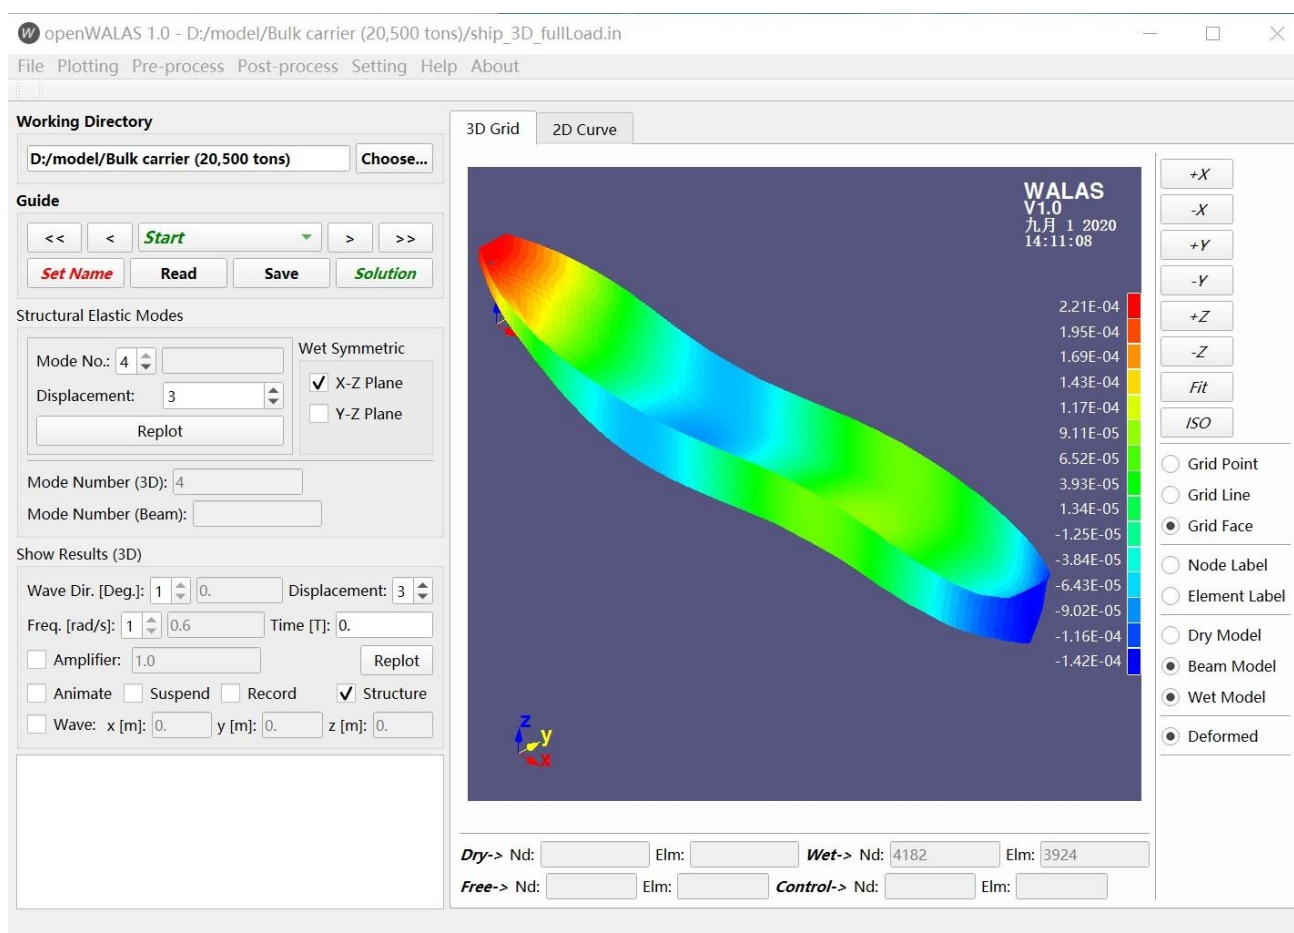 openWALAS 1.0 - D:/model/Bulk carrier (20,500 tons)/ship_3D_fullLoad.in
File Plotting Pre-process Post-process Setting Help About
Working Directory
D:/model/Bulk carrier (20,500 tons) Choose...
Guide
<< < Start > >>
Set Name Read Save Solution
Structural Elastic Modes
Mode No.: 4
Displacement: 3
Replot
Wet Symmetric
X-Z Plane
Y-Z Plane
Mode Number (3D): 4
Mode Number (Beam):
Show Results (3D)
Wave Dir. [Deg.]: 1 0. Displacement: 3
Freq. [rad/s]: 1 0.6 Time [T]: 0.
Amplifier: 1.0 Replot
Animate Suspend Record Structure
Wave: x [m]: 0. y [m]: 0. z [m]: 0.
3D Grid 2D Curve
WALAS
V1.0
九月 1 2020
14:11:08
2.21E-04
1.95E-04
1.69E-04
1.43E-04
1.17E-04
9.11E-05
6.52E-05
3.93E-05
1.34E-05
-1.25E-05
-3.84E-05
-6.43E-05
-9.02E-05
-1.16E-04
-1.42E-04
z
y
x
Dry-> Nd: Elm: Wet-> Nd: 4182 Elm: 3924
Free-> Nd: Elm: Control-> Nd: Elm:
+X
-X
+Y
-Y
+Z
-Z
Fit
ISO
Grid Point
Grid Line
Grid Face
Node Label
Element Label
Dry Model
Beam Model
Wet Model
Deformed